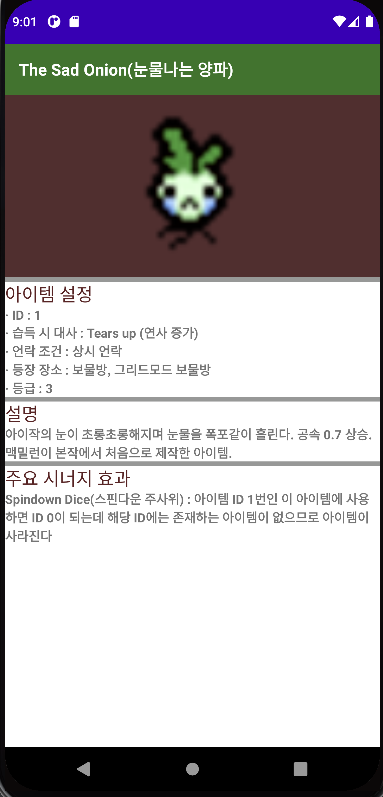 9:01
The Sad Onion(눈물나는 양파)
아이템 설정
· ID : 1
· 습득 시 대사 : Tears up (연사 증가)
· 언락 조건 : 상시 언락
· 등장 장소 : 보물방, 그리드모드 보물방
· 등급 : 3
설명
아이작의 눈이 초롱초롱해지며 눈물을 폭포같이 흘린다. 공속 0.7 상승.
맥밀런이 본작에서 처음으로 제작한 아이템.
주요 시너지 효과
Spindown Dice(스핀다운 주사위) : 아이템 ID 1번인 이 아이템에 사용
하면 ID 0이 되는데 해당 ID에는 존재하는 아이템이 없으므로 아이템이
사라진다